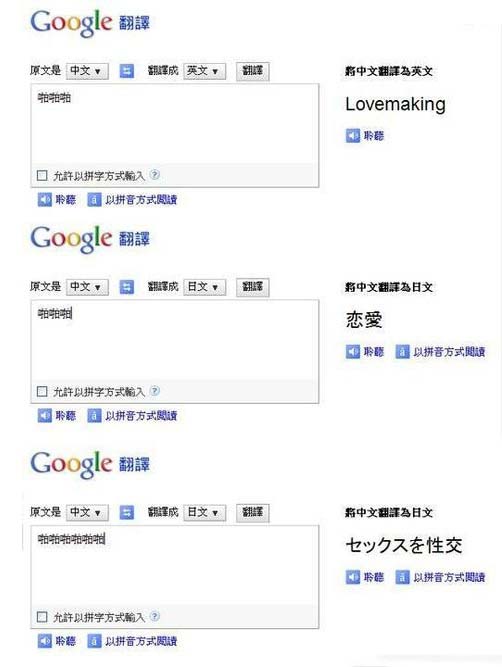 Google 翻譯
原文是 中文 ▼ 翻譯成 英文 ▼ 翻譯 將中文翻譯為英文
啪啪啪
Lovemaking
聆聽
允許以拼字方式輸入 ?
聆聽 ä 以拼音方式閱讀
Google 翻譯
原文是 中文 ▼ 翻譯成 日文 ▼ 翻譯 將中文翻譯為日文
啪啪啪
恋愛
聆聽 ä 以拼音方式閱讀
允許以拼字方式輸入 ?
聆聽 ä 以拼音方式閱讀
Google 翻譯
原文是 中文 ▼ 翻譯成 日文 ▼ 翻譯 將中文翻譯為日文
啪啪啪啪啪啪
セックスを性交
聆聽 ä 以拼音方式閱讀
允許以拼字方式輸入 ?
聆聽 ä 以拼音方式閱讀